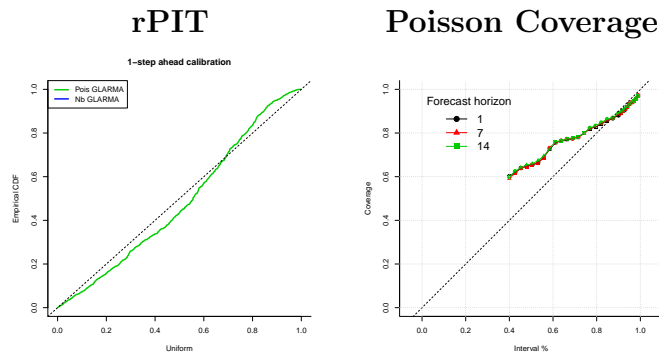 rPIT
Poisson Coverage
1−step ahead calibration
Pois GLARMA
Nb GLARMA
Empirical CDF
1.0
0.8
0.6
0.4
0.2
0.0
0.0 0.2 0.4 0.6 0.8 1.0
Uniform
Forecast horizon
1
7
14
Coverage
1.0
0.8
0.6
0.4
0.2
0.0
0.0 0.2 0.4 0.6 0.8 1.0
Interval %